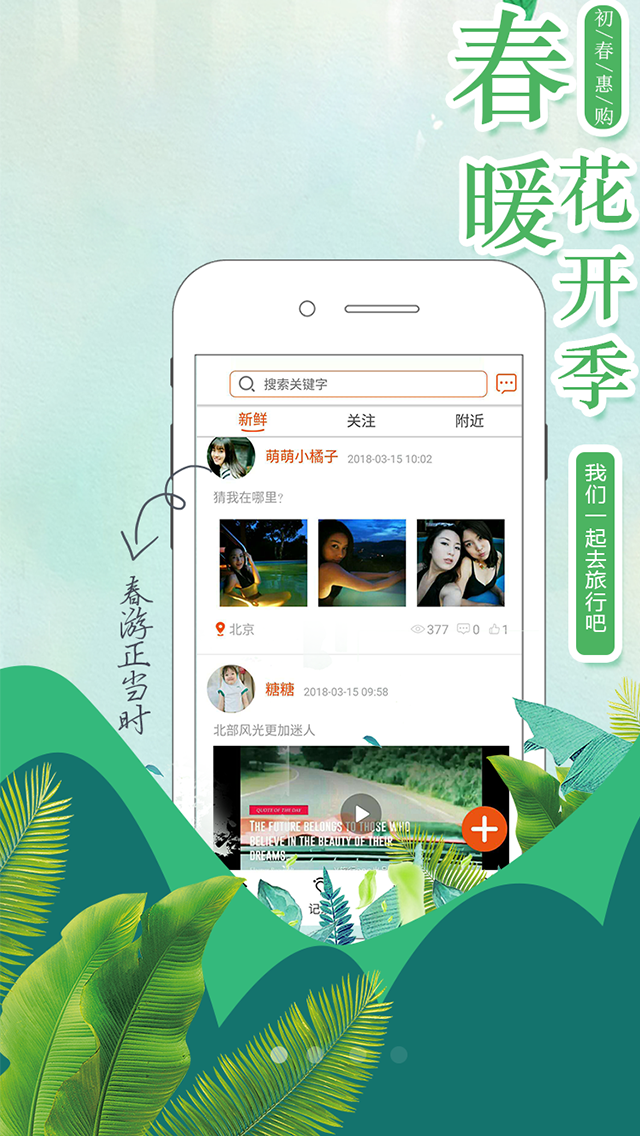 春暖
花开季
初/春/惠/购
我们一起去旅行吧
春游正当时
搜索关键字
新鲜 关注 附近
萌萌小橘子 2018-03-15 10:02
猜我在哪里?
北京 377 0 1
糖糖 2018-03-15 09:58
北部风光更加迷人
QUOTE OF THE DAY
THE FUTURE BELONGS TO THOSE WHO
BELIEVE IN THE BEAUTY OF THEIR
DREAMS
记